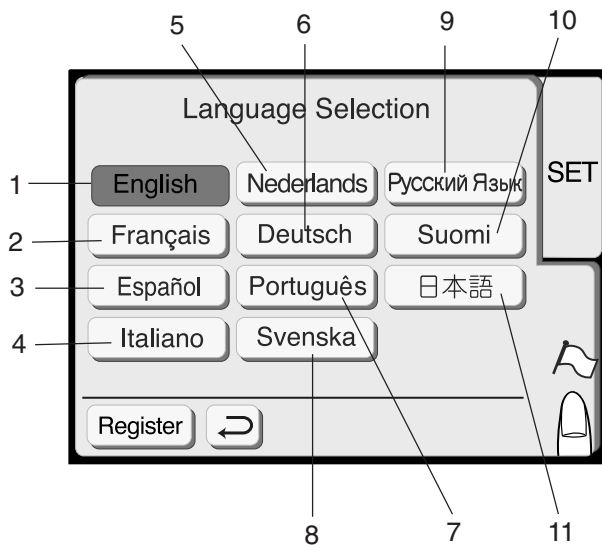 5 6 9 10
Language Selection
SET
1 English Nederlands Русский Язык
2 Français Deutsch Suomi
3 Español Português 日本語
4 Italiano Svenska
Register
8 7 11